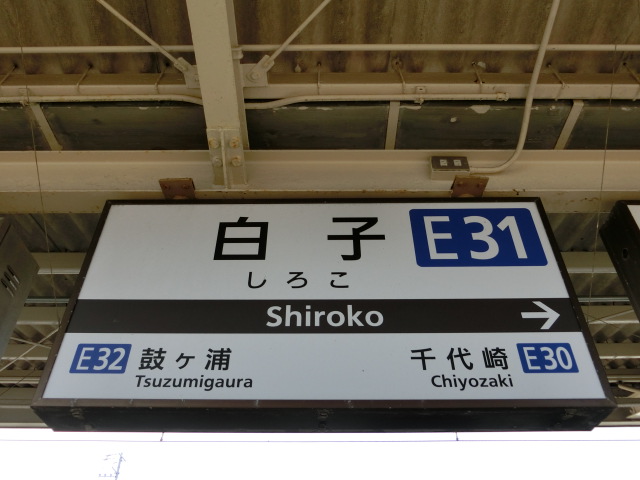 白子 E31
しろこ
Shiroko →
E32 鼓ヶ浦 千代崎 E30
Tsuzumigaura Chiyozaki